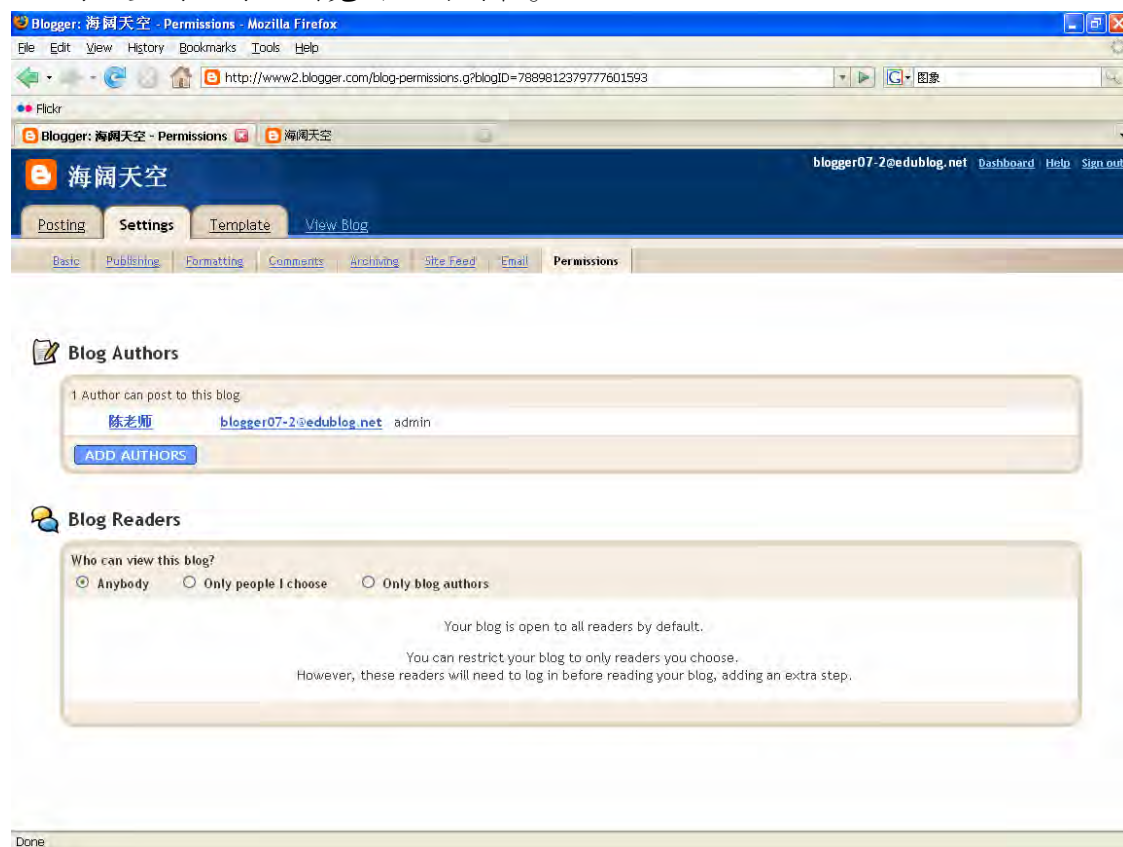 Blogger: 海阔天空 - Permissions - Mozilla Firefox
File Edit View History Bookmarks Tools Help
http://www2.blogger.com/blog-permissions.g?blogID=7889812379777601593
G 图象
Flickr
Blogger: 海阔天空 - Permissions 海阔天空
海阔天空
blogger07-2@edublog.net Dashboard Help Sign out
Posting Settings Template View Blog
Basic Publishing Formatting Comments Archiving Site Feed Email Permissions
Blog Authors
1 Author can post to this blog
陈老师 blogger07-2@edublog.net admin
ADD AUTHORS
Blog Readers
Who can view this blog?
Anybody Only people I choose Only blog authors
Your blog is open to all readers by default.
You can restrict your blog to only readers you choose.
However, these readers will need to log in before reading your blog, adding an extra step.
Done